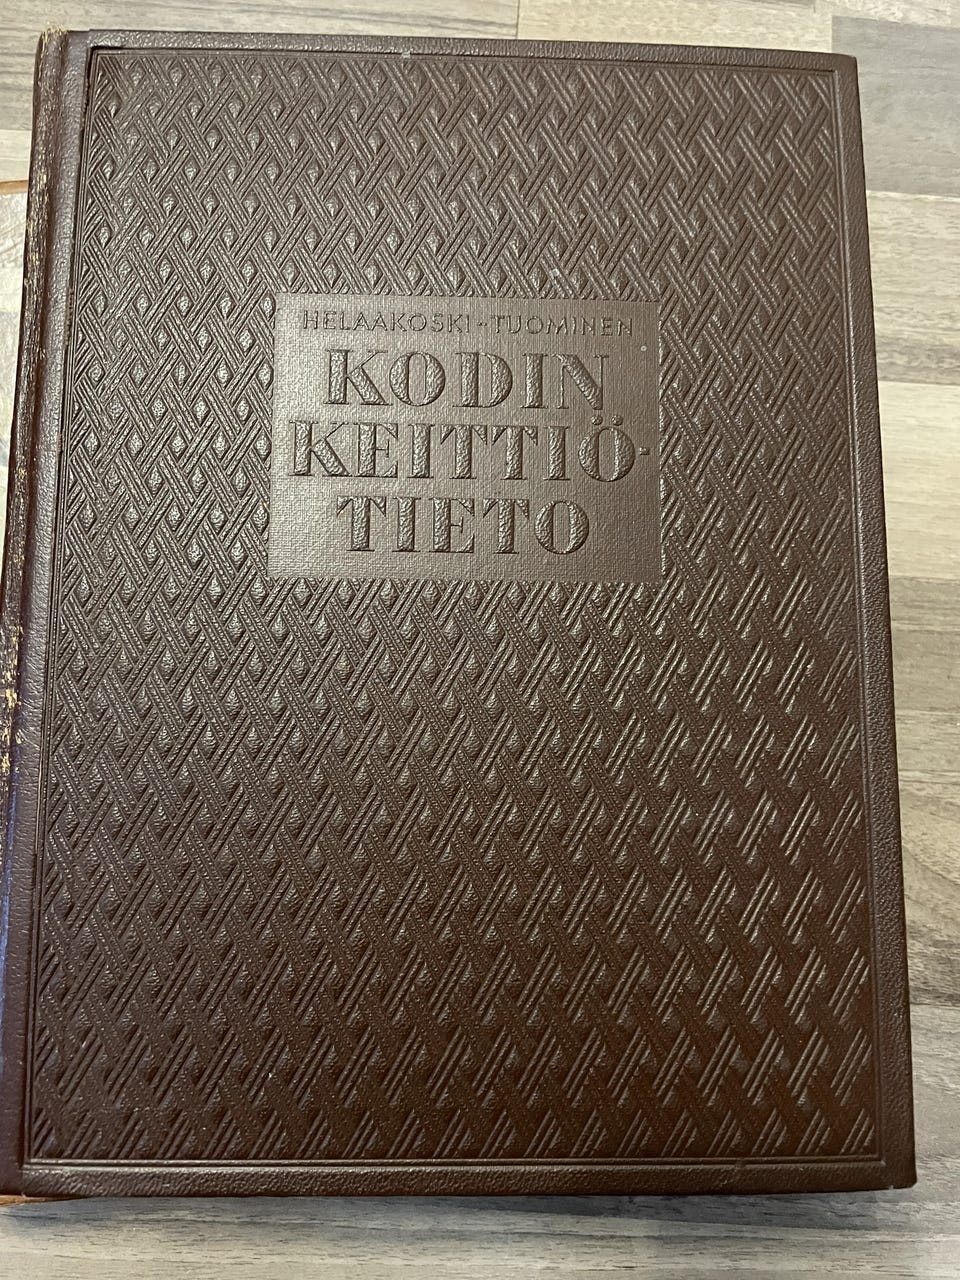 HELAAKOSKI-TUOMINEN
KODIN
KEITTIÖ-
TIETO